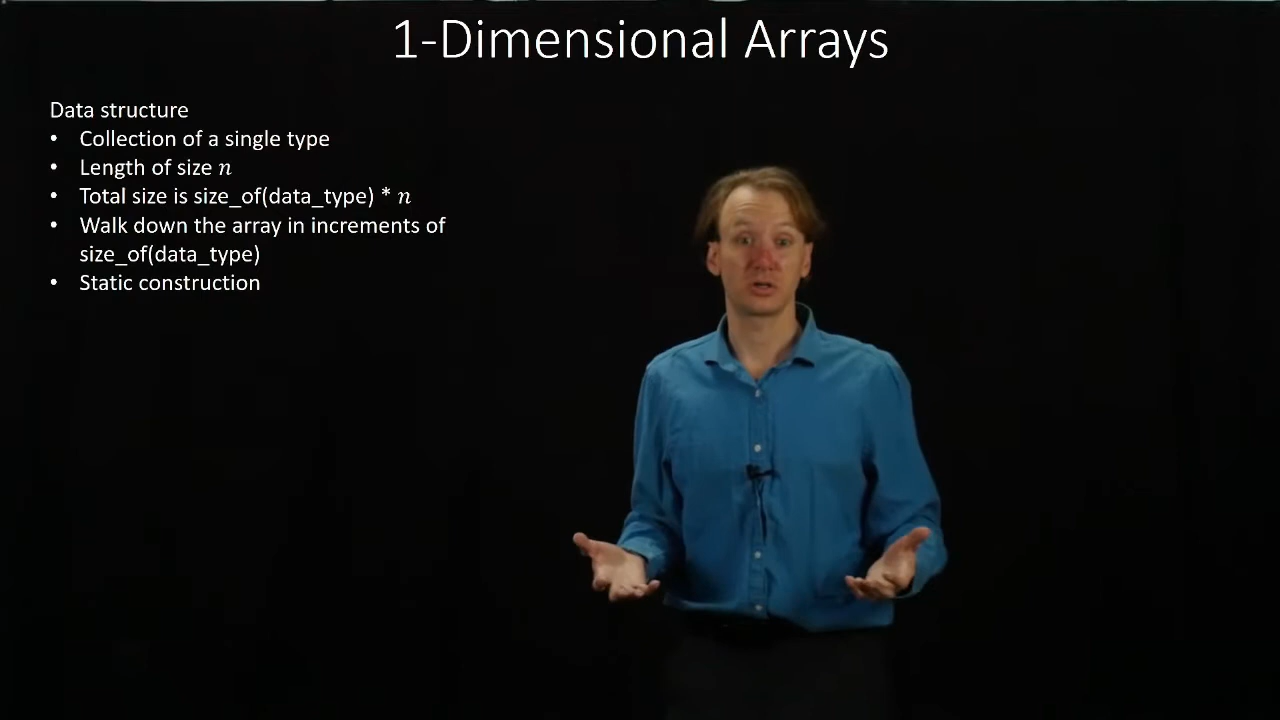 1-Dimensional Arrays
Data structure
• Collection of a single type
• Length of size n
• Total size is size_of(data_type) * n
• Walk down the array in increments of
size_of(data_type)
• Static construction